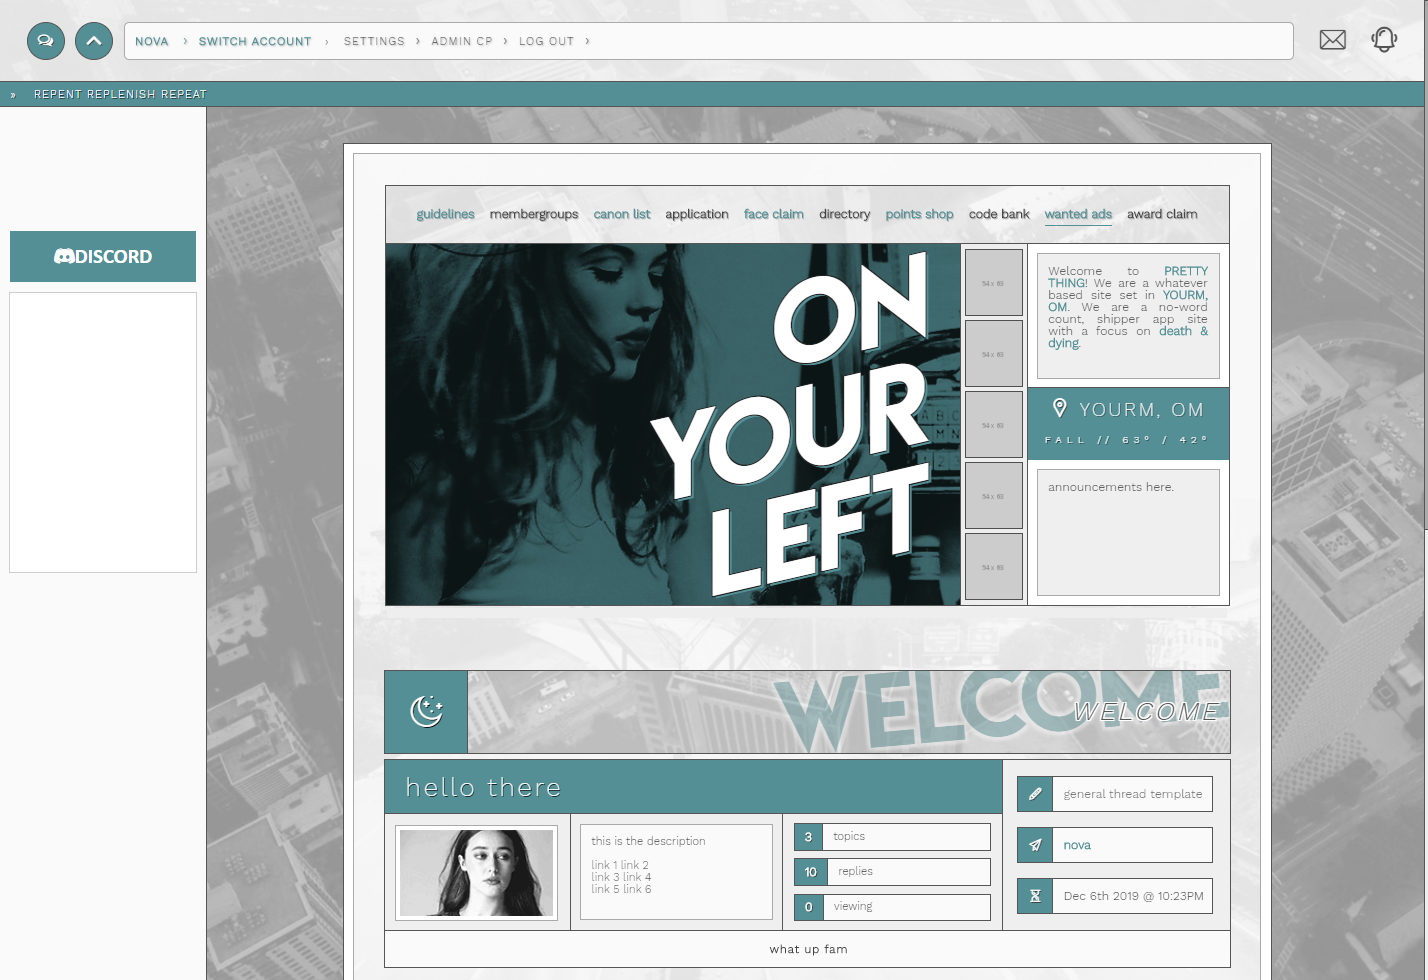 NOVA › SWITCH ACCOUNT › SETTINGS › ADMIN CP › LOG OUT ›
» REPENT REPLENISH REPEAT
DISCORD
guidelines membergroups canon list application face claim directory points shop code bank wanted ads award claim
ON
YOUR
LEFT
54 x 63
54 x 63
54 x 63
54 x 63
54 x 63
Welcome to PRETTY
THING! We are a whatever
based site set in YOURM,
OM. We are a no-word
count, shipper app site
with a focus on death &
dying.
YOURM, OM
FALL // 63° / 42°
announcements here.
WELCOME
WELCOME
hello there
this is the description
link 1 link 2
link 3 link 4
link 5 link 6
3 topics
10 replies
0 viewing
general thread template
nova
Dec 6th 2019 @ 10:23PM
what up fam